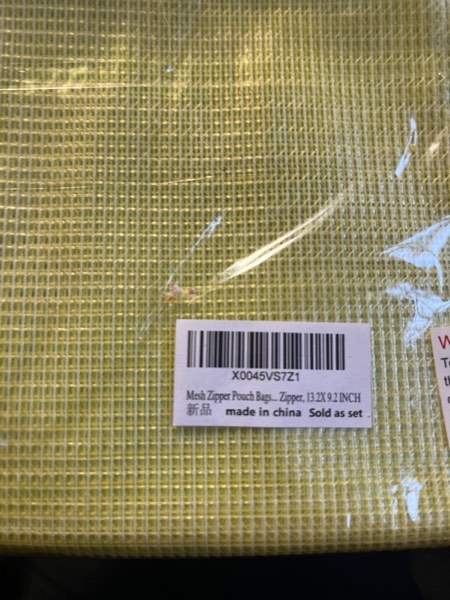 X0045VS7Z1
Mesh Zipper Pouch Bags... Zipper, 13.2X 9.2 INCH
新品 made in china Sold as set
W